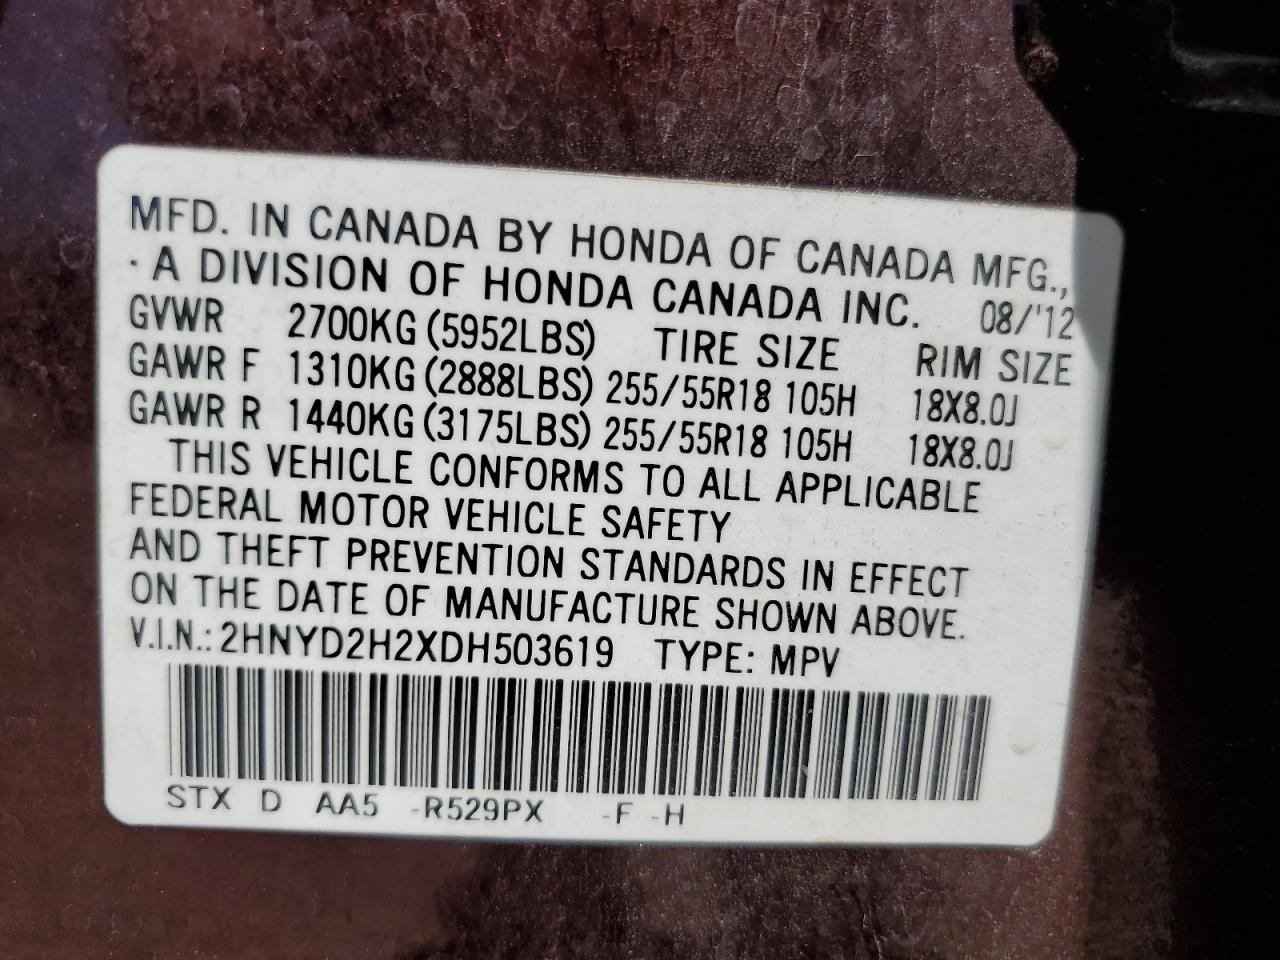 MFD. IN CANADA BY HONDA OF CANADA MFG.,
· A DIVISION OF HONDA CANADA INC. 08/'12
GVWR 2700KG (5952LBS) TIRE SIZE RIM SIZE
GAWR F 1310KG (2888LBS) 255/55R18 105H 18X8.0J
GAWR R 1440KG (3175LBS) 255/55R18 105H 18X8.0J
THIS VEHICLE CONFORMS TO ALL APPLICABLE
FEDERAL MOTOR VEHICLE SAFETY
AND THEFT PREVENTION STANDARDS IN EFFECT
ON THE DATE OF MANUFACTURE SHOWN ABOVE.
V.I.N.: 2HNYD2H2XDH503619 TYPE: MPV
STX D AA5 -R529PX -F -H